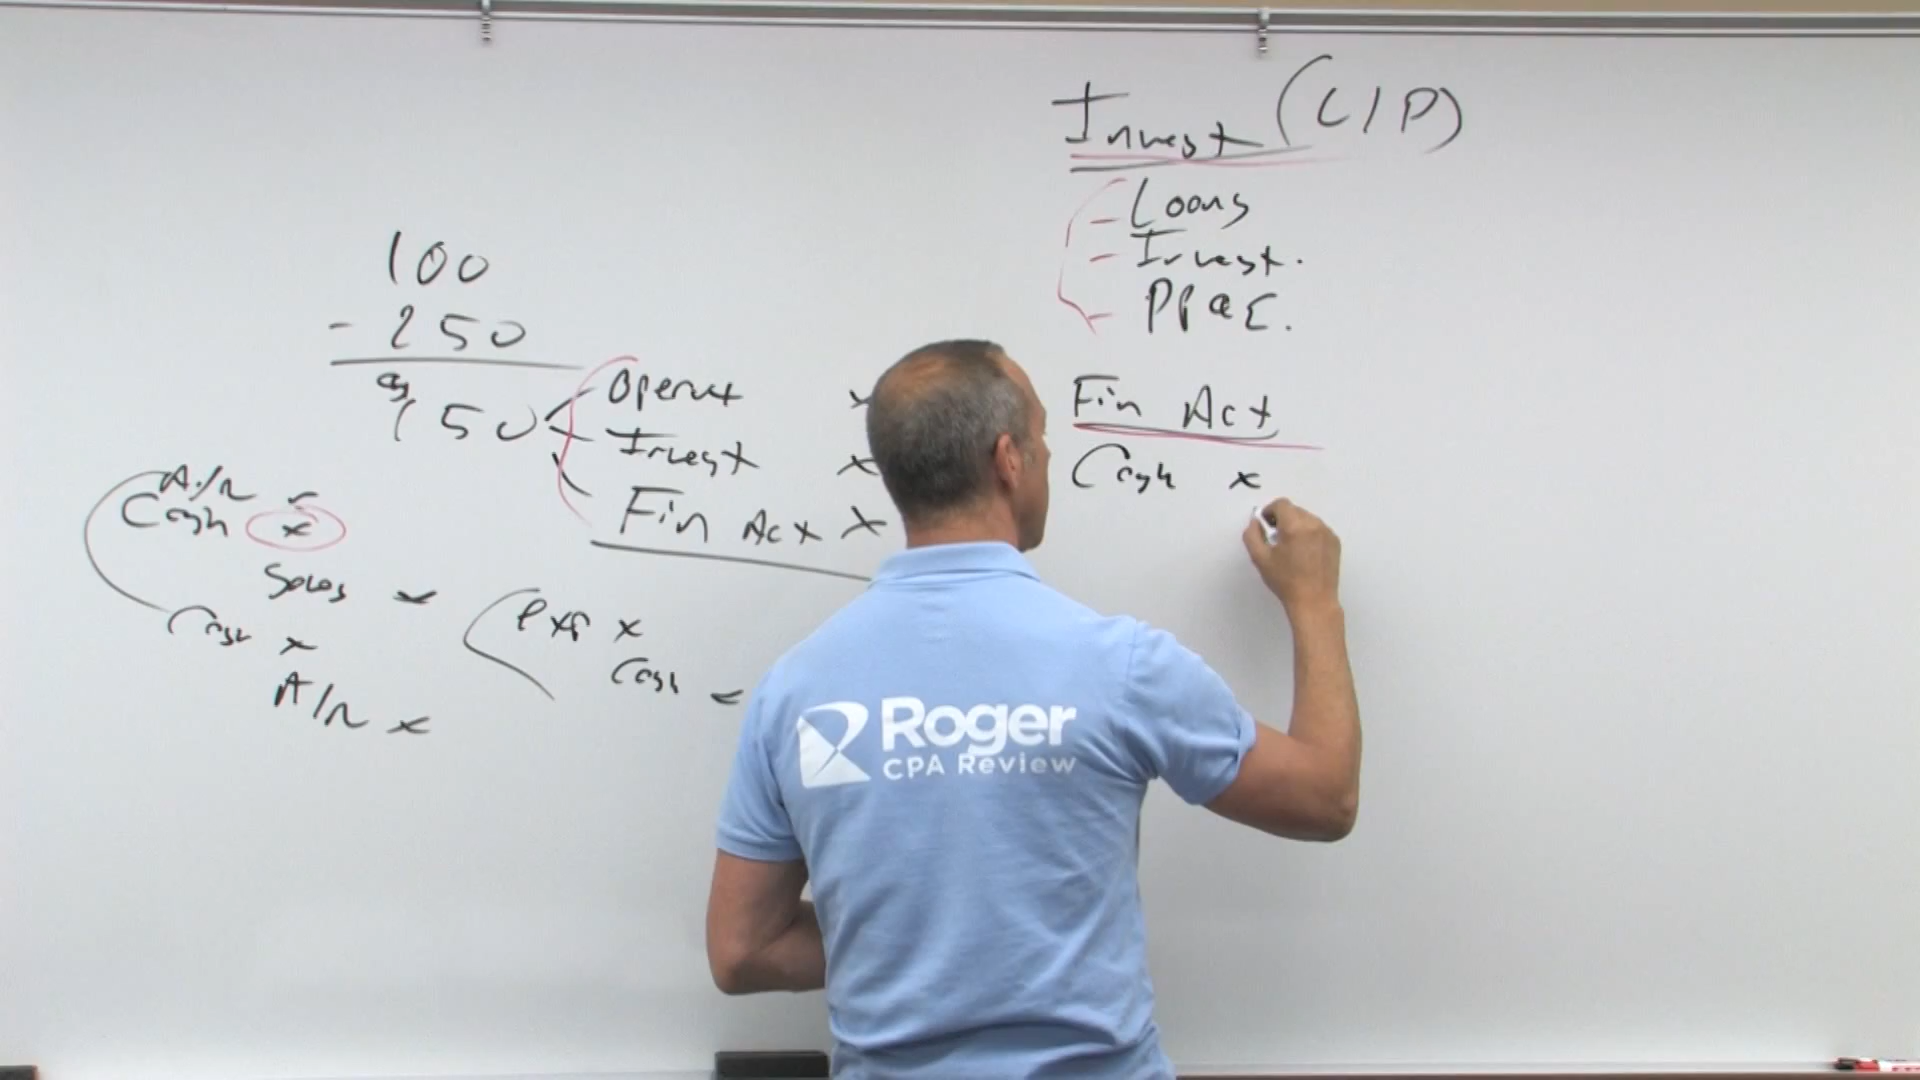 Invest (LIP)
- Loans
- Invest.
- PP&E.
100
- 250
150
Operat x
Invest x
Fin Act x
Fin Act
Cash x
A/R x
Cash x
Sales x
Cash x
A/R x
exp x
Cash x
Roger
CPA Review